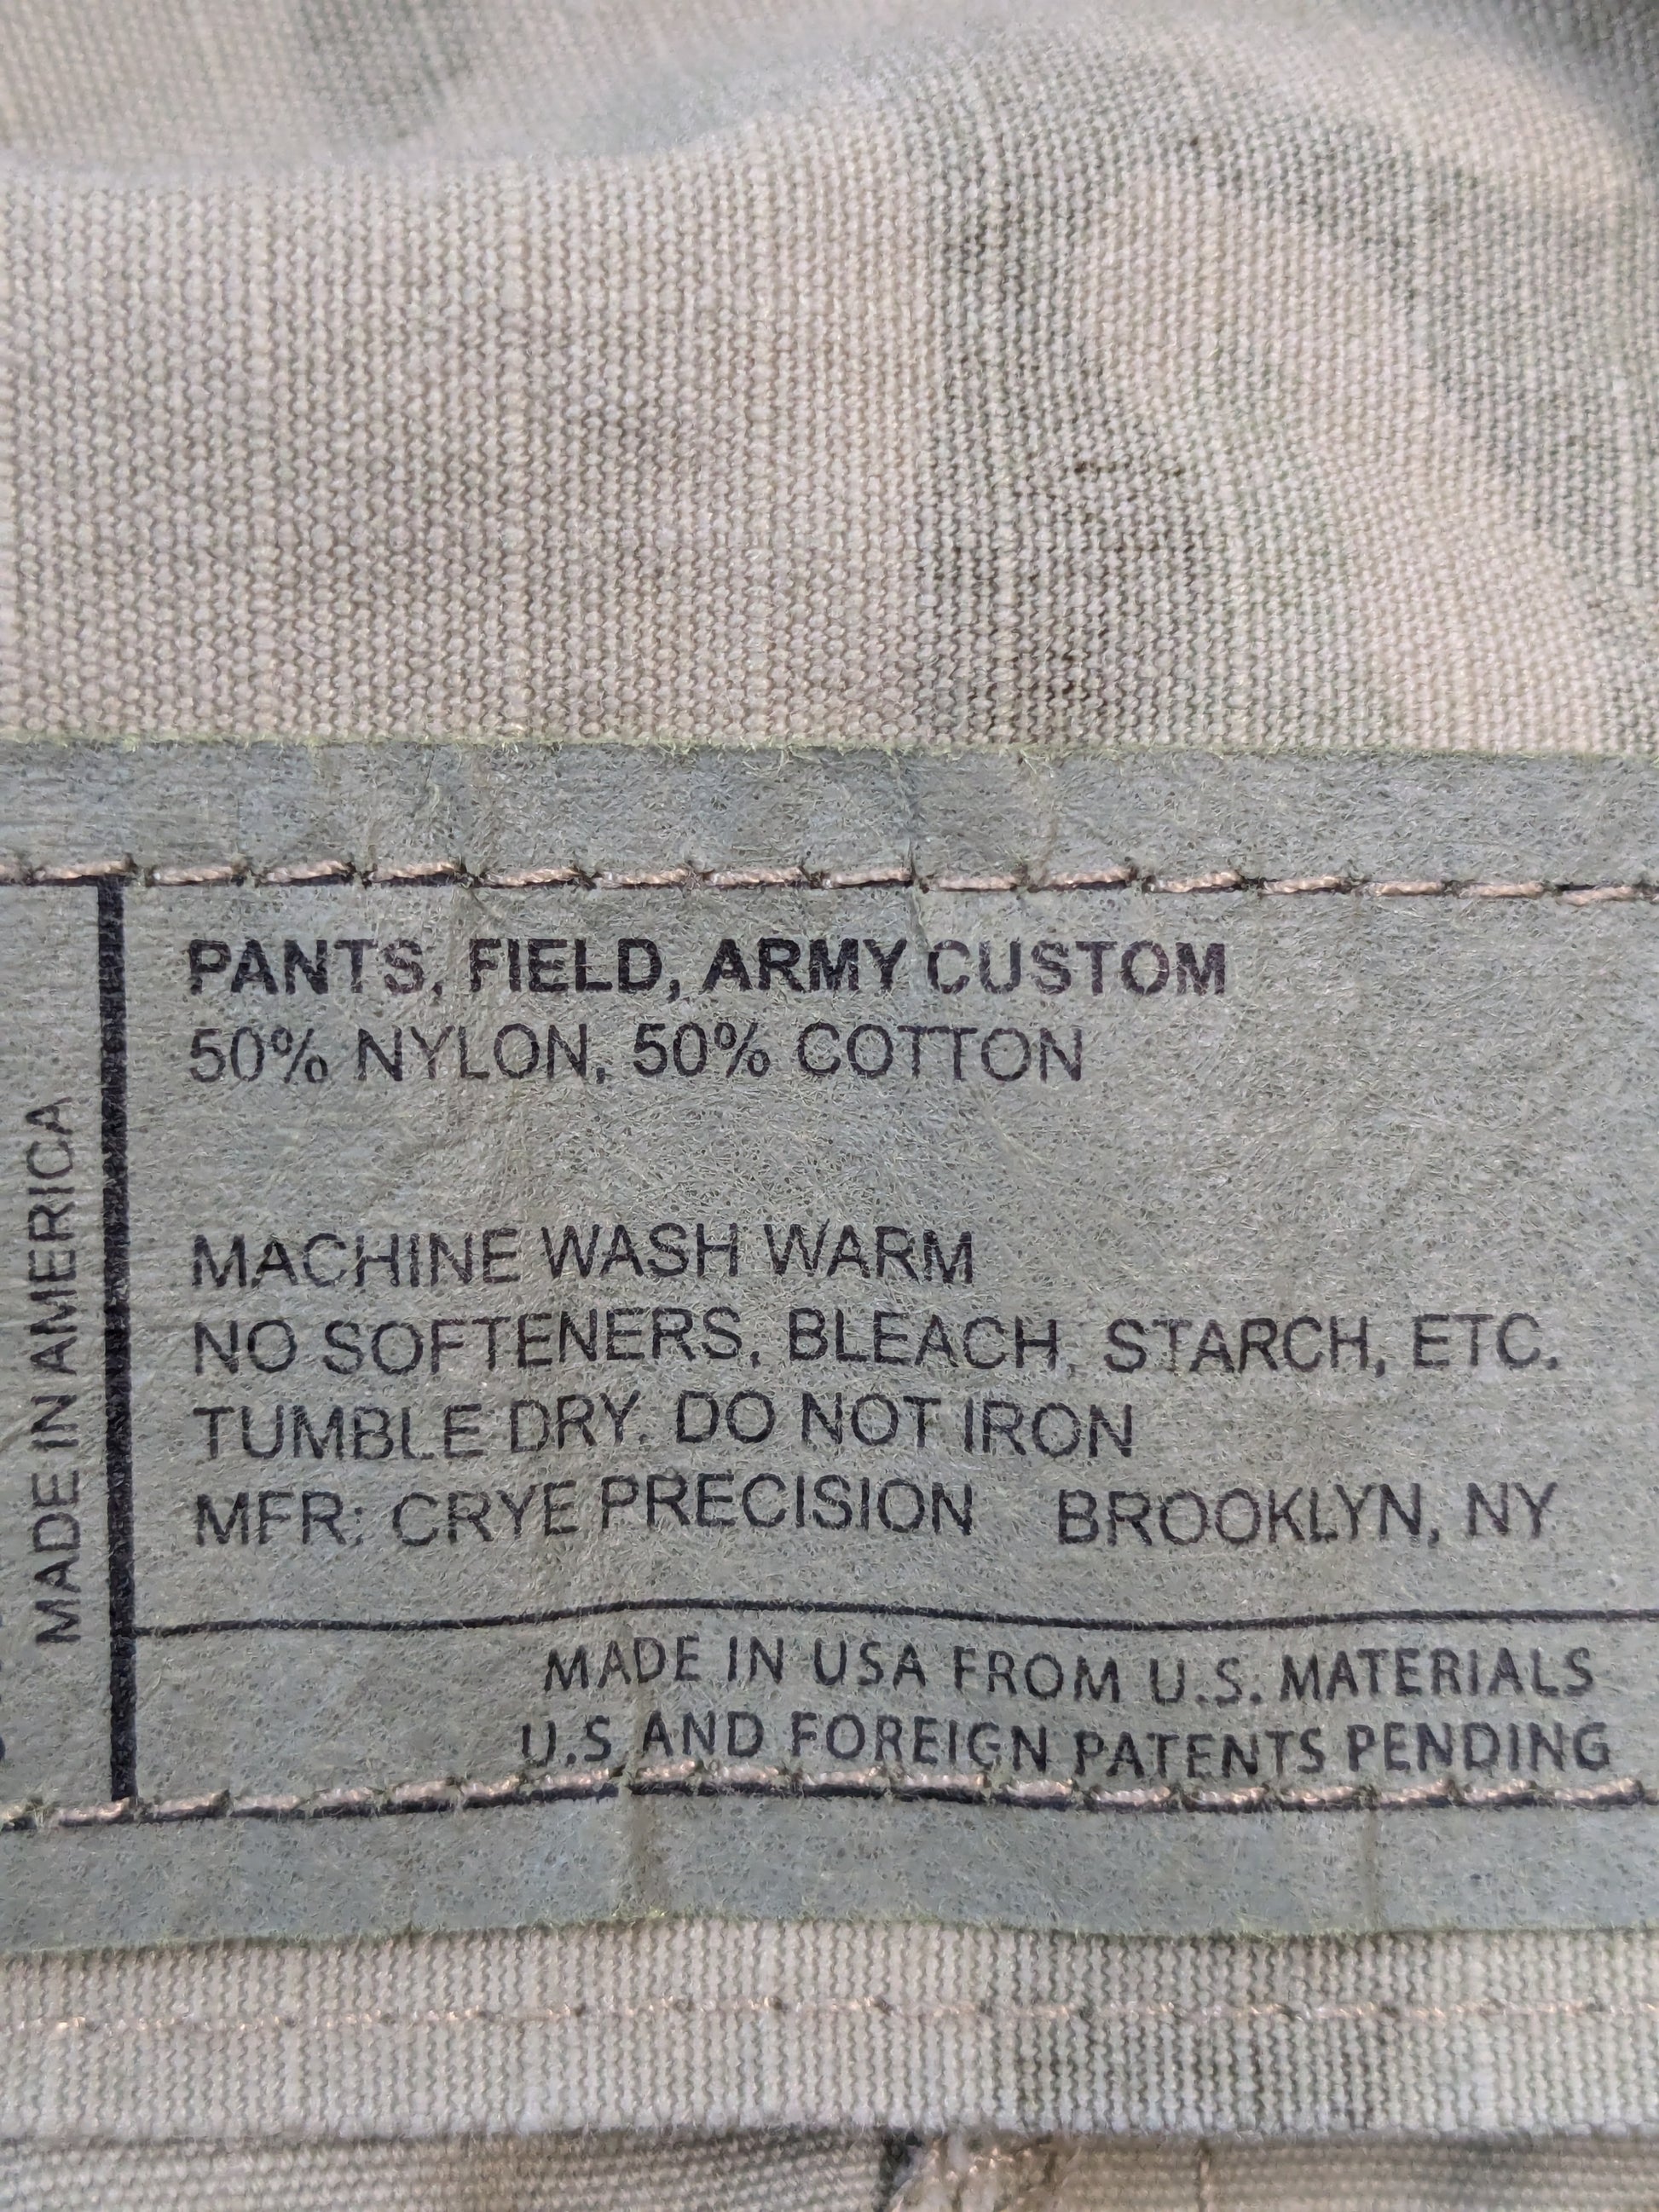 MADE IN AMERICA
PANTS, FIELD, ARMY CUSTOM
50% NYLON, 50% COTTON
MACHINE WASH WARM
NO SOFTENERS, BLEACH, STARCH, ETC.
TUMBLE DRY. DO NOT IRON
MFR: CRYE PRECISION BROOKLYN, NY
MADE IN USA FROM U.S. MATERIALS
U.S AND FOREIGN PATENTS PENDING